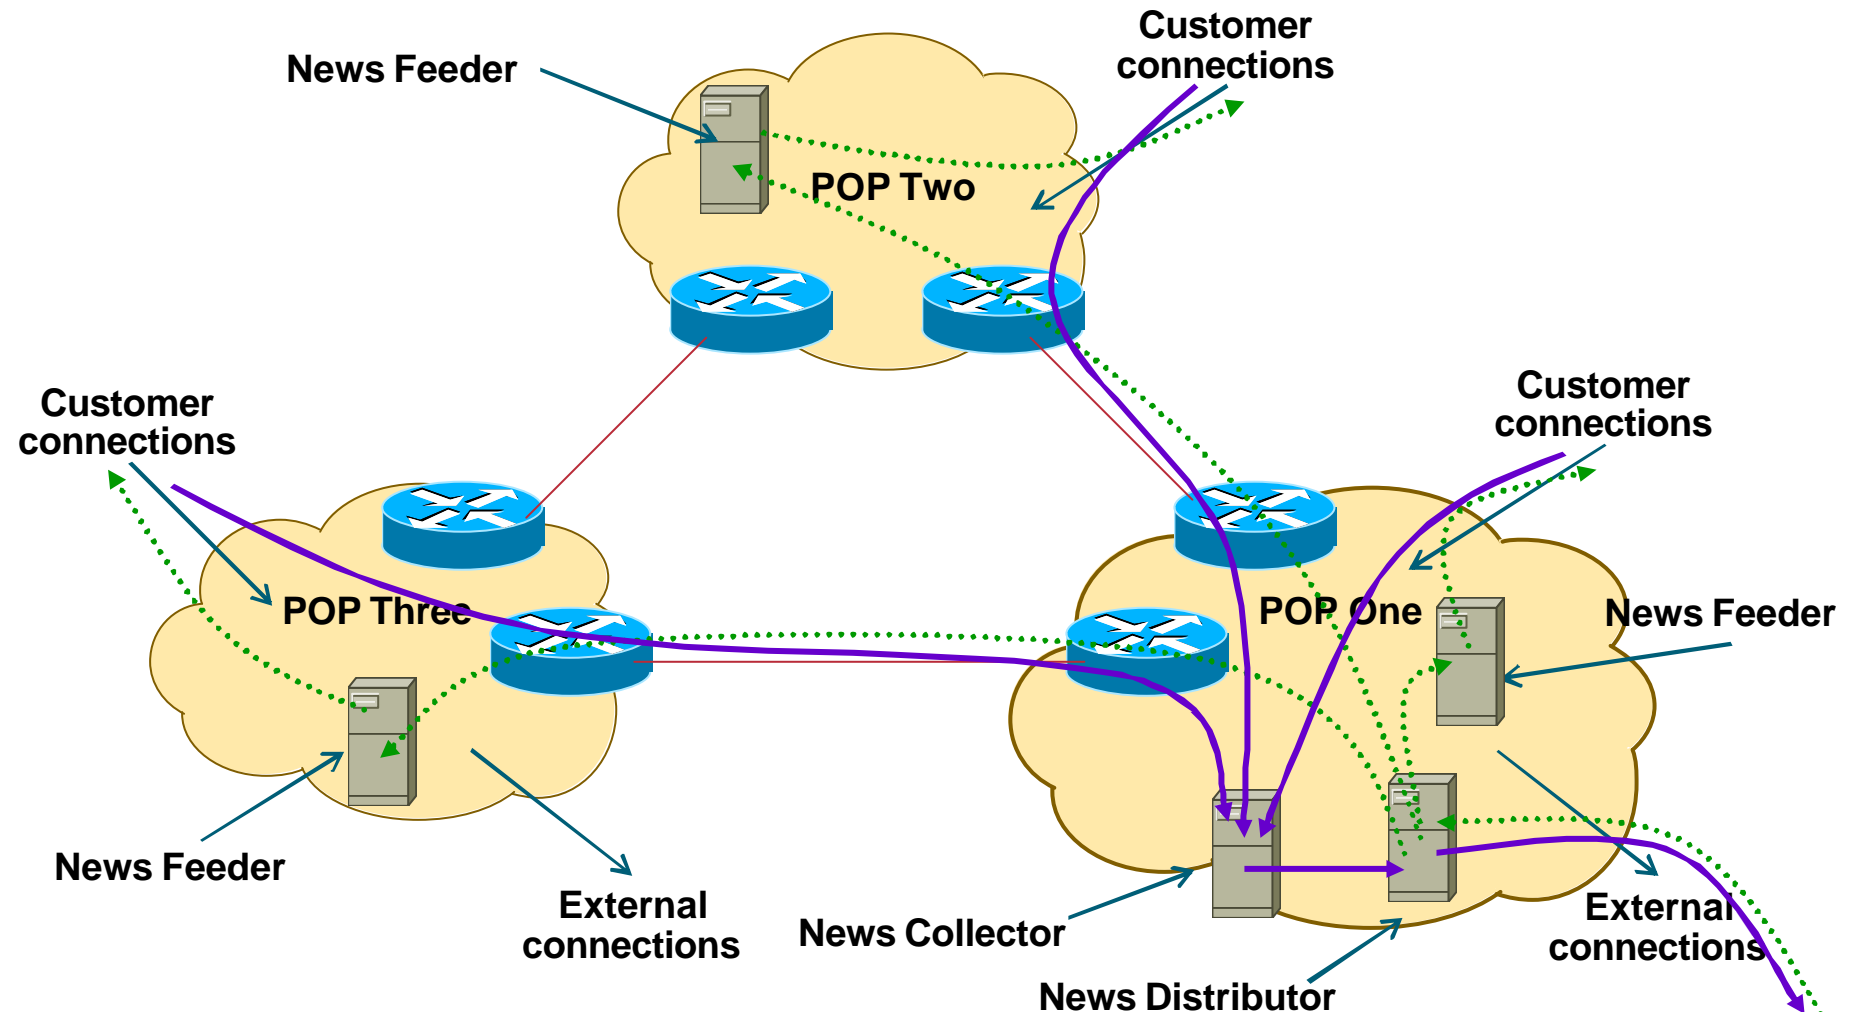 Customer
connections
News Feeder
POP Two
Customer
connections
Customer
connections
POP Three
POP One
News Feeder
News Feeder
External
connections
News Collector
External
connections
News Distributor